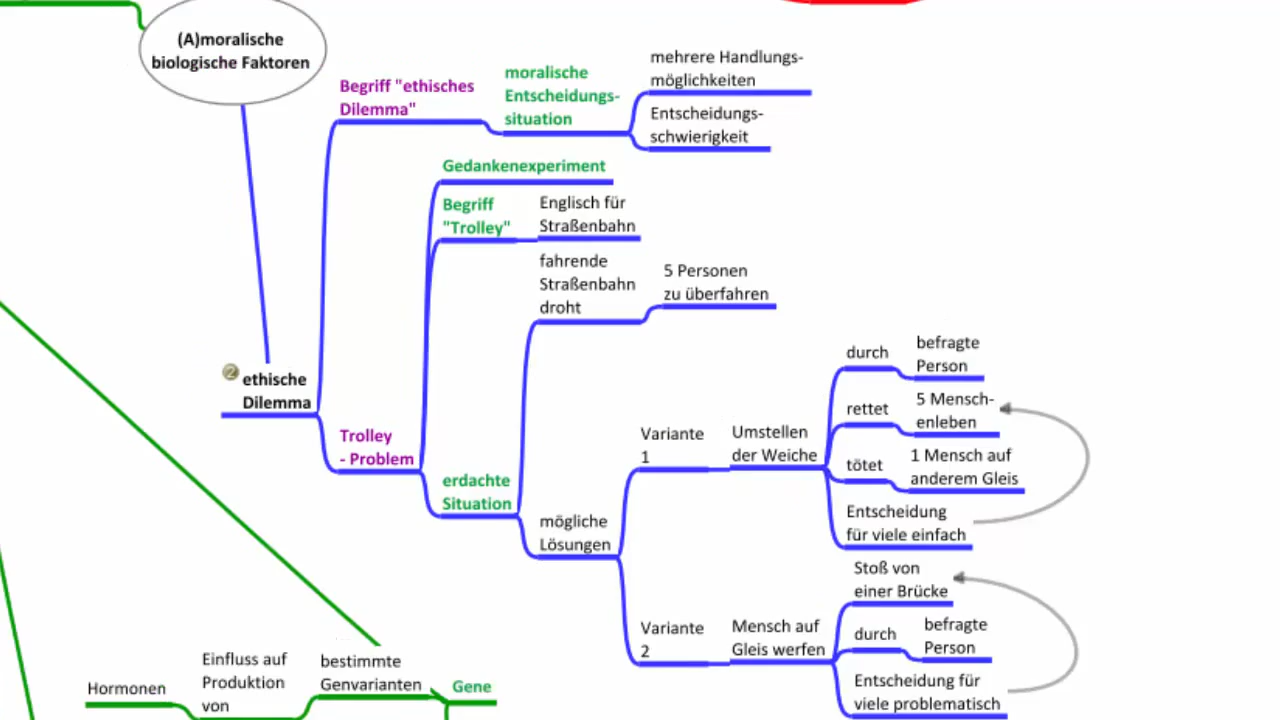 (A)moralische
biologische Faktoren
2
ethische
Dilemma
Begriff "ethisches
Dilemma"
moralische
Entscheidungs-
situation
mehrere Handlungs-
möglichkeiten
Entscheidungs-
schwierigkeit
Trolley
- Problem
Gedankenexperiment
Begriff
"Trolley"
Englisch für
Straßenbahn
erdachte
Situation
fahrende
Straßenbahn
droht
5 Personen
zu überfahren
mögliche
Lösungen
Variante
1
Umstellen
der Weiche
durch
befragte
Person
rettet
5 Mensch-
enleben
tötet
1 Mensch auf
anderem Gleis
Entscheidung
für viele einfach
Variante
2
Mensch auf
Gleis werfen
Stoß von
einer Brücke
durch
befragte
Person
Entscheidung für
viele problematisch
Hormonen
Einfluss auf
Produktion
von
bestimmte
Genvarianten
Gene